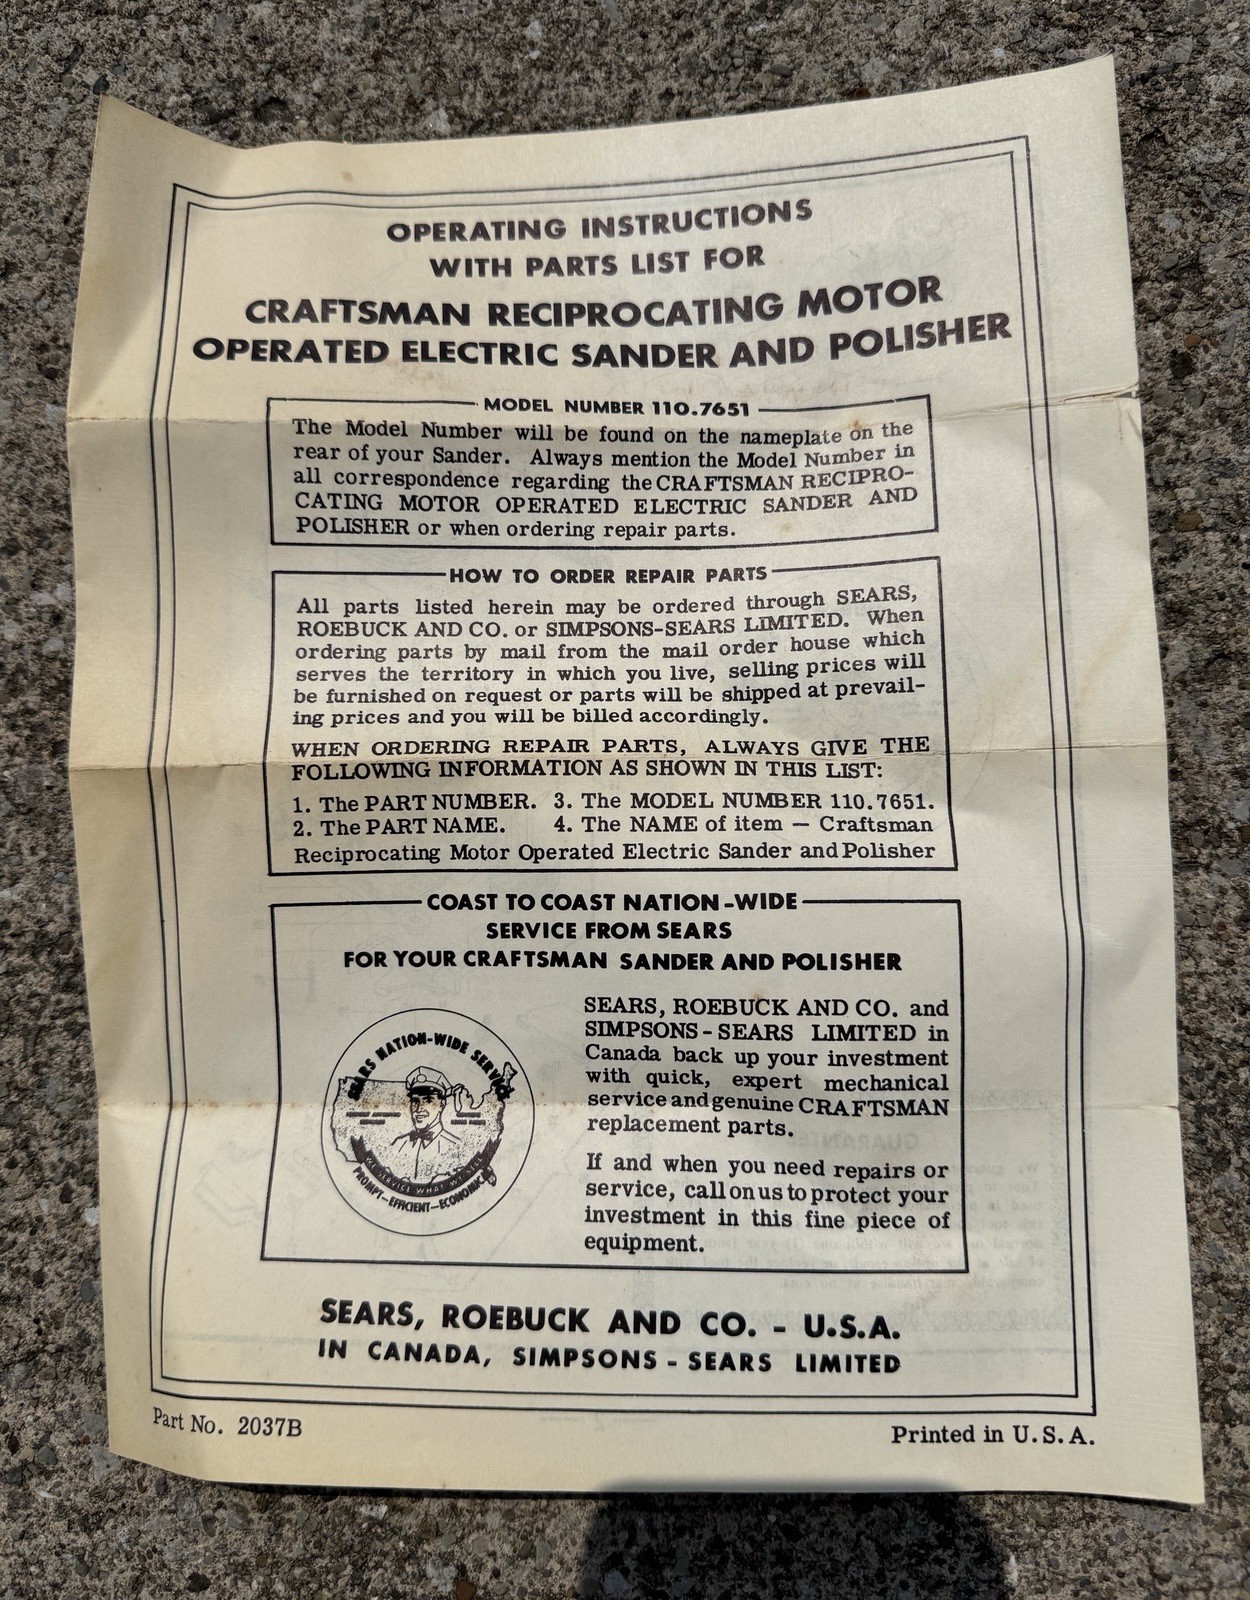 OPERATING INSTRUCTIONS
WITH PARTS LIST FOR
CRAFTSMAN RECIPROCATING MOTOR
OPERATED ELECTRIC SANDER AND POLISHER
MODEL NUMBER 110.7651
The Model Number will be found on the nameplate on the
rear of your Sander. Always mention the Model Number in
all correspondence regarding the CRAFTSMAN RECIPRO-
CATING MOTOR OPERATED ELECTRIC SANDER AND
POLISHER or when ordering repair parts.
HOW TO ORDER REPAIR PARTS
All parts listed herein may be ordered through SEARS,
ROEBUCK AND CO. or SIMPSONS-SEARS LIMITED. When
ordering parts by mail from the mail order house which
serves the territory in which you live, selling prices will
be furnished on request or parts will be shipped at prevail-
ing prices and you will be billed accordingly.
WHEN ORDERING REPAIR PARTS, ALWAYS GIVE THE
FOLLOWING INFORMATION AS SHOWN IN THIS LIST:
1. The PART NUMBER. 3. The MODEL NUMBER 110.7651.
2. The PART NAME. 4. The NAME of item — Craftsman
Reciprocating Motor Operated Electric Sander and Polisher
COAST TO COAST NATION-WIDE
SERVICE FROM SEARS
FOR YOUR CRAFTSMAN SANDER AND POLISHER
SEARS NATION-WIDE SERVICE
WE SERVICE WHAT WE SELL
PROMPT-EFFICIENT-ECONOMICAL
SEARS, ROEBUCK AND CO. and
SIMPSONS-SEARS LIMITED in
Canada back up your investment
with quick, expert mechanical
service and genuine CRAFTSMAN
replacement parts.
If and when you need repairs or
service, call on us to protect your
investment in this fine piece of
equipment.
SEARS, ROEBUCK AND CO. - U.S.A.
IN CANADA, SIMPSONS-SEARS LIMITED
Part No. 2037B
Printed in U.S.A.